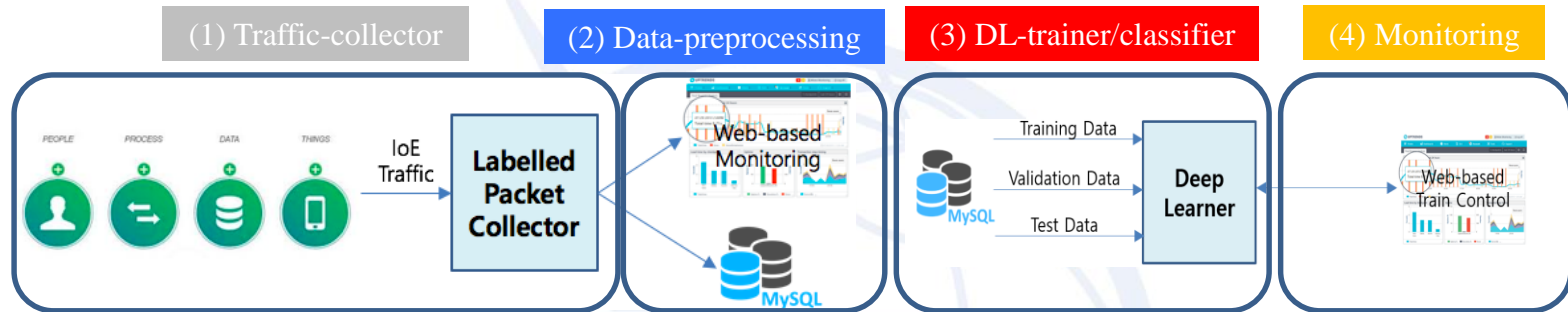 (1) Traffic-collector
(2) Data-preprocessing
(3) DL-trainer/classifier
(4) Monitoring
PEOPLE
PROCESS
DATA
THINGS
IoE
Traffic
Labelled
Packet
Collector
Web-based
Monitoring
MySQL
MySQL
Training Data
Validation Data
Test Data
Deep
Learner
Web-based
Train Control